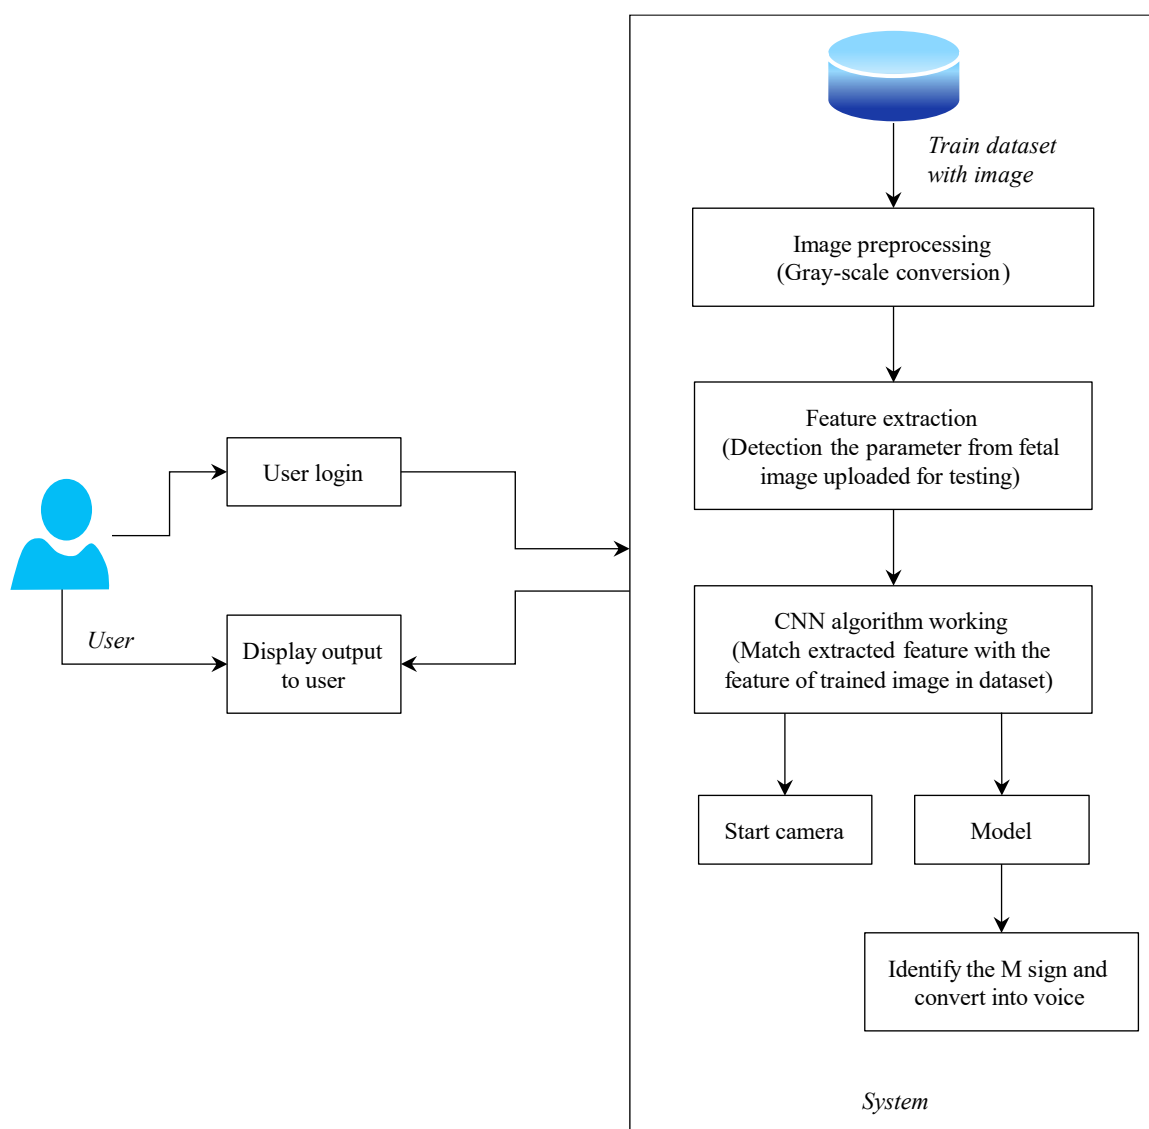 Train dataset
with image
Image preprocessing
(Gray-scale conversion)
Feature extraction
(Detection the parameter from fetal
image uploaded for testing)
User login
CNN algorithm working
(Match extracted feature with the
feature of trained image in dataset)
User
Display output
to user
Start camera
Model
Identify the M sign and
convert into voice
System